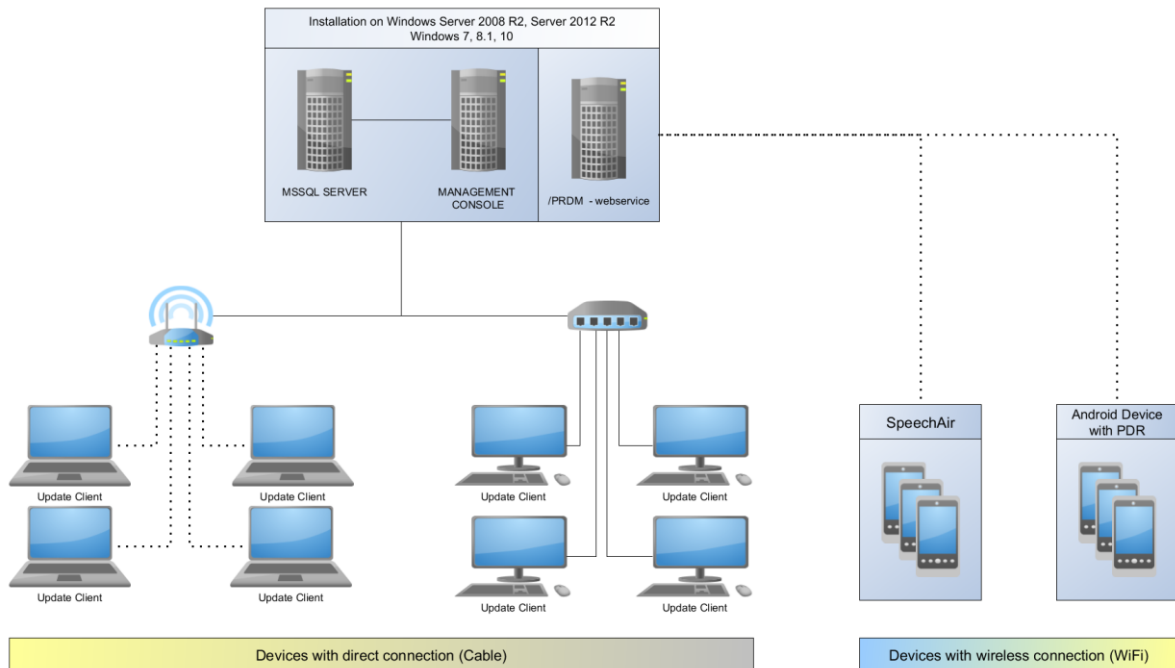 Installation on Windows Server 2008 R2, Server 2012 R2
Windows 7, 8.1, 10
MSSQL SERVER
MANAGEMENT
CONSOLE
/PRDM - webservice
SpeechAir
Android Device
with PDR
Update Client
Update Client
Update Client
Update Client
Update Client
Update Client
Update Client
Update Client
Devices with direct connection (Cable)
Devices with wireless connection (WiFi)